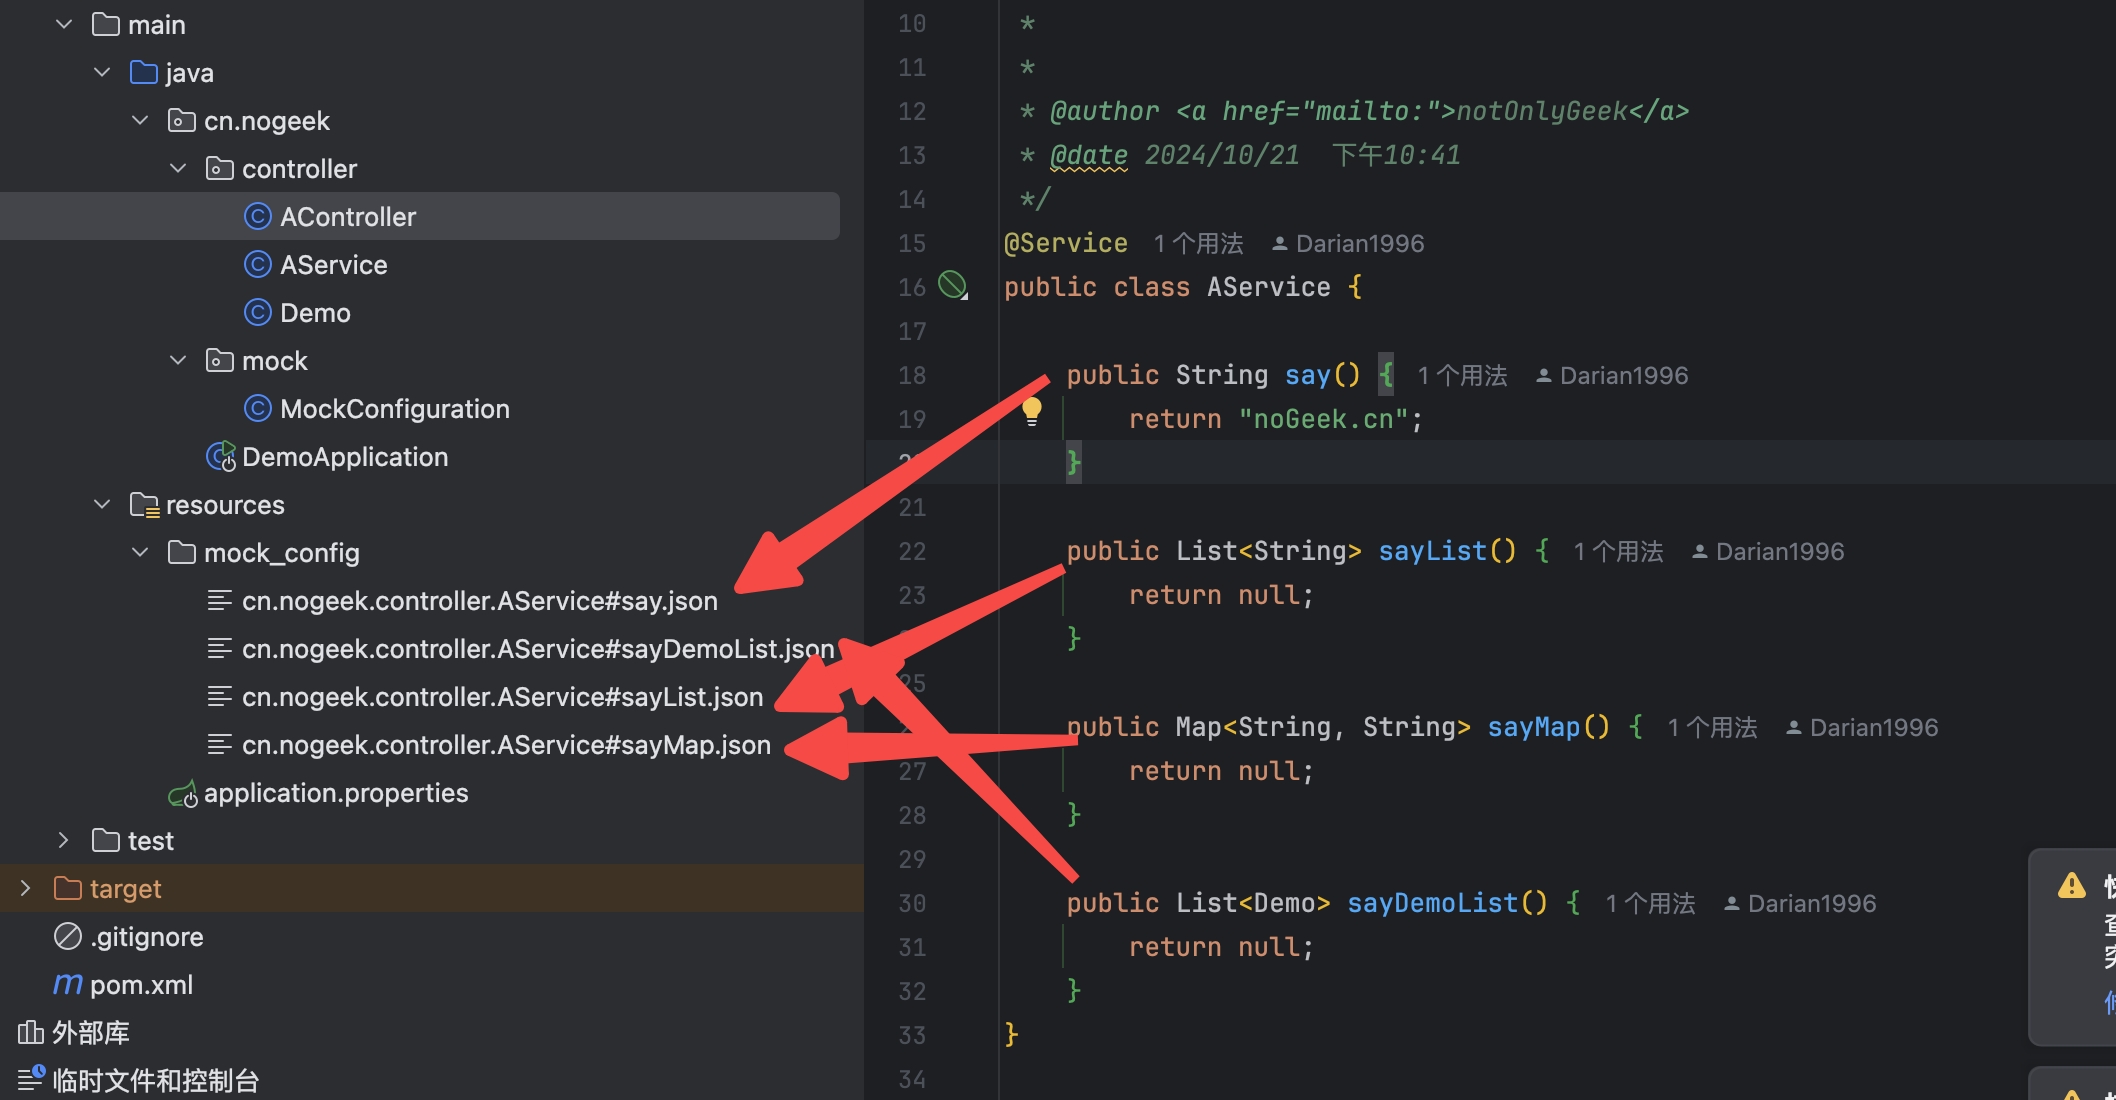 main
java
cn.nogeek
controller
AController
AService
Demo
mock
MockConfiguration
DemoApplication
resources
mock_config
cn.nogeek.controller.AService#say.json
cn.nogeek.controller.AService#sayDemoList.json
cn.nogeek.controller.AService#sayList.json
cn.nogeek.controller.AService#sayMap.json
application.properties
test
target
.gitignore
pom.xml
外部库
临时文件和控制台
10 *
11 *
12 * @author <a href="mailto:">notOnlyGeek</a>
13 * @date 2024/10/21 下午10:41
14 */
15 @Service 1 个用法 Darian1996
16 public class AService {
17
18 public String say() { 1 个用法 Darian1996
19 return "noGeek.cn";
}
21
22 public List<String> sayList() { 1 个用法 Darian1996
23 return null;
}
25
public Map<String, String> sayMap() { 1 个用法 Darian1996
27 return null;
28 }
29
30 public List<Demo> sayDemoList() { 1 个用法 Darian1996
31 return null;
32 }
33 }
34